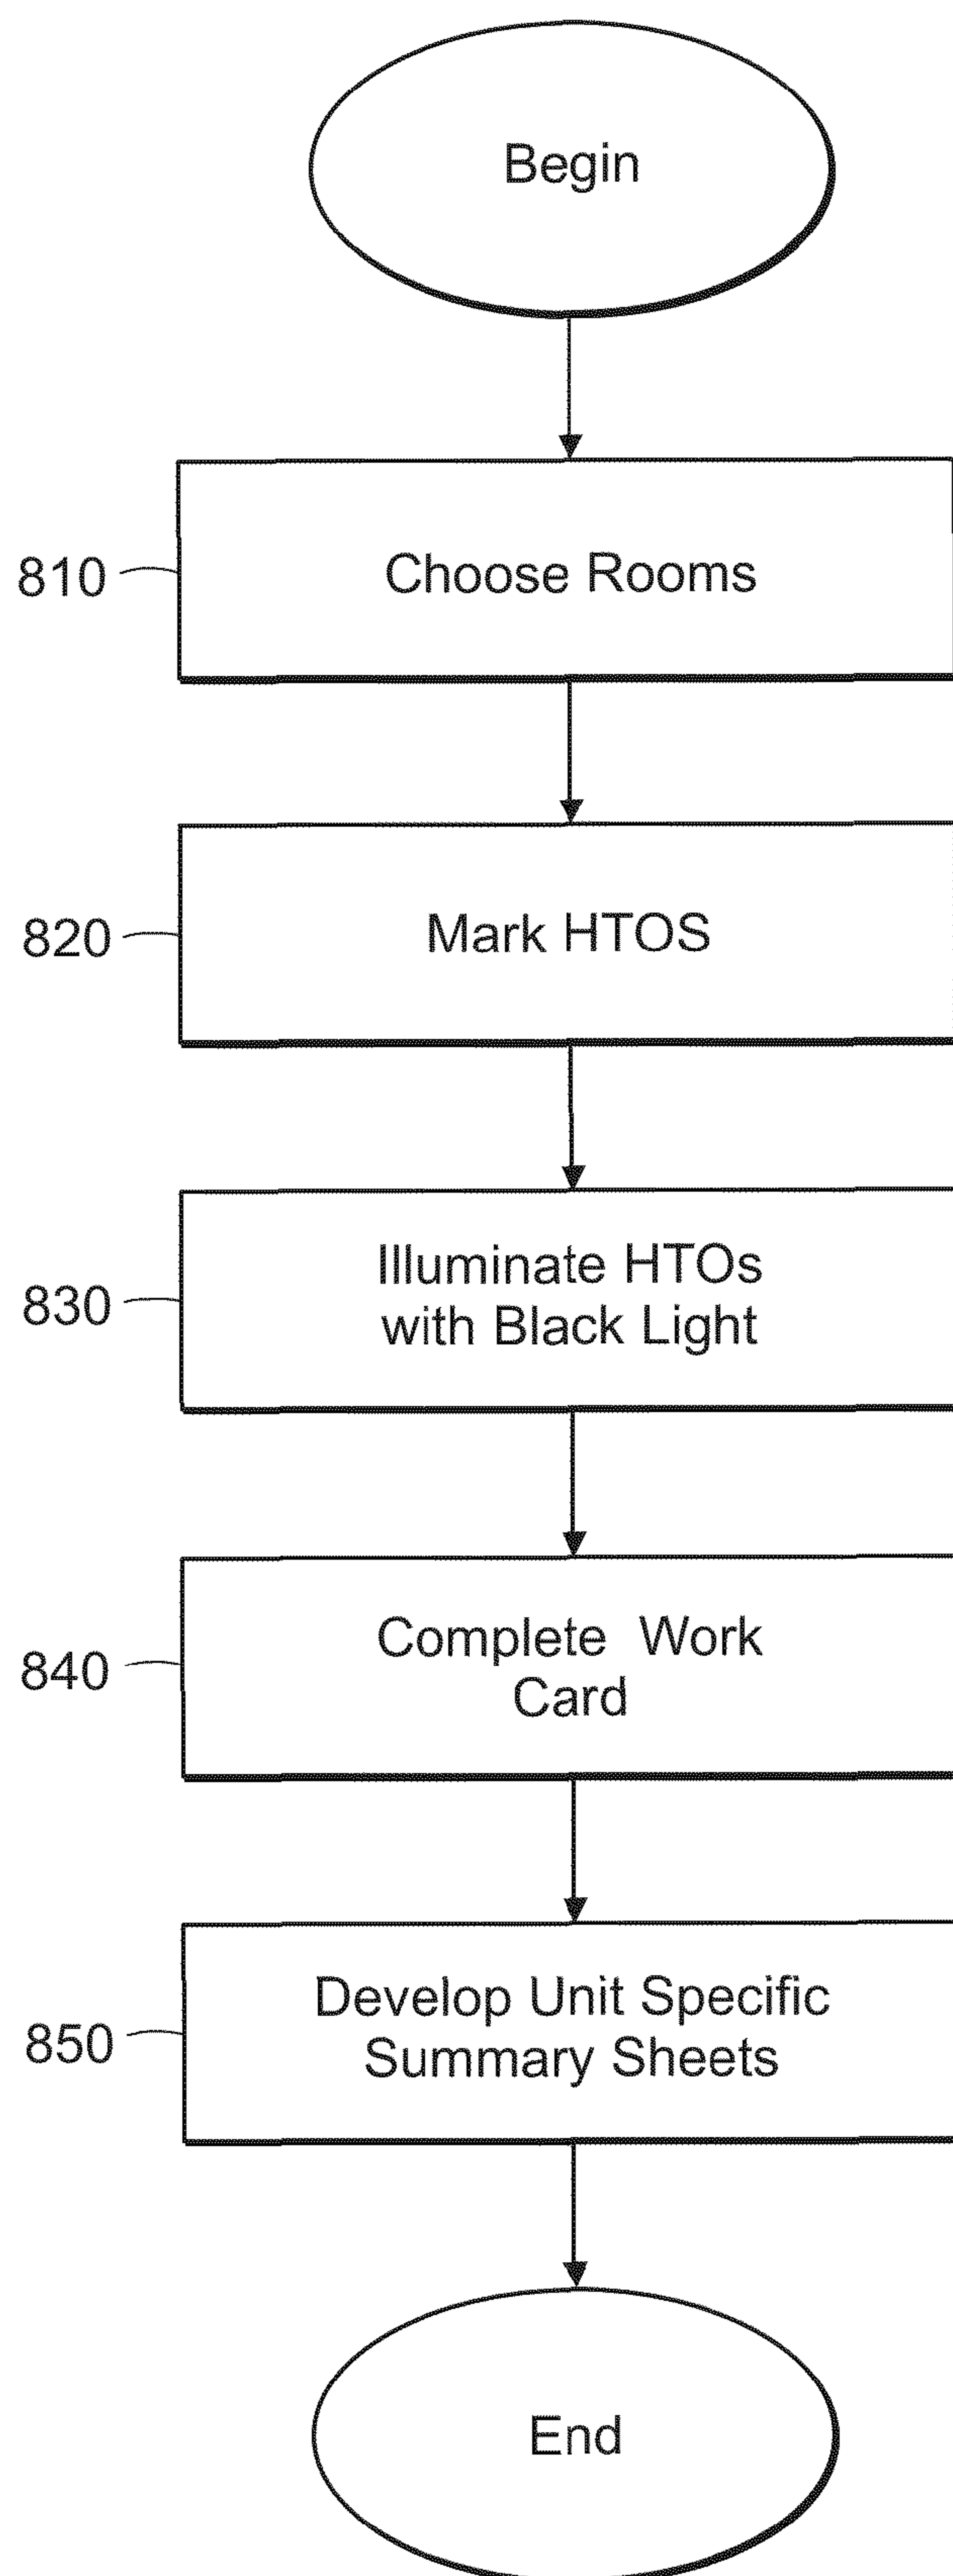 Begin
810
Choose Rooms
820
Mark HTOS
830
Illuminate HTOs
with Black Light
840
Complete Work
Card
850
Develop Unit Specific
Summary Sheets
End